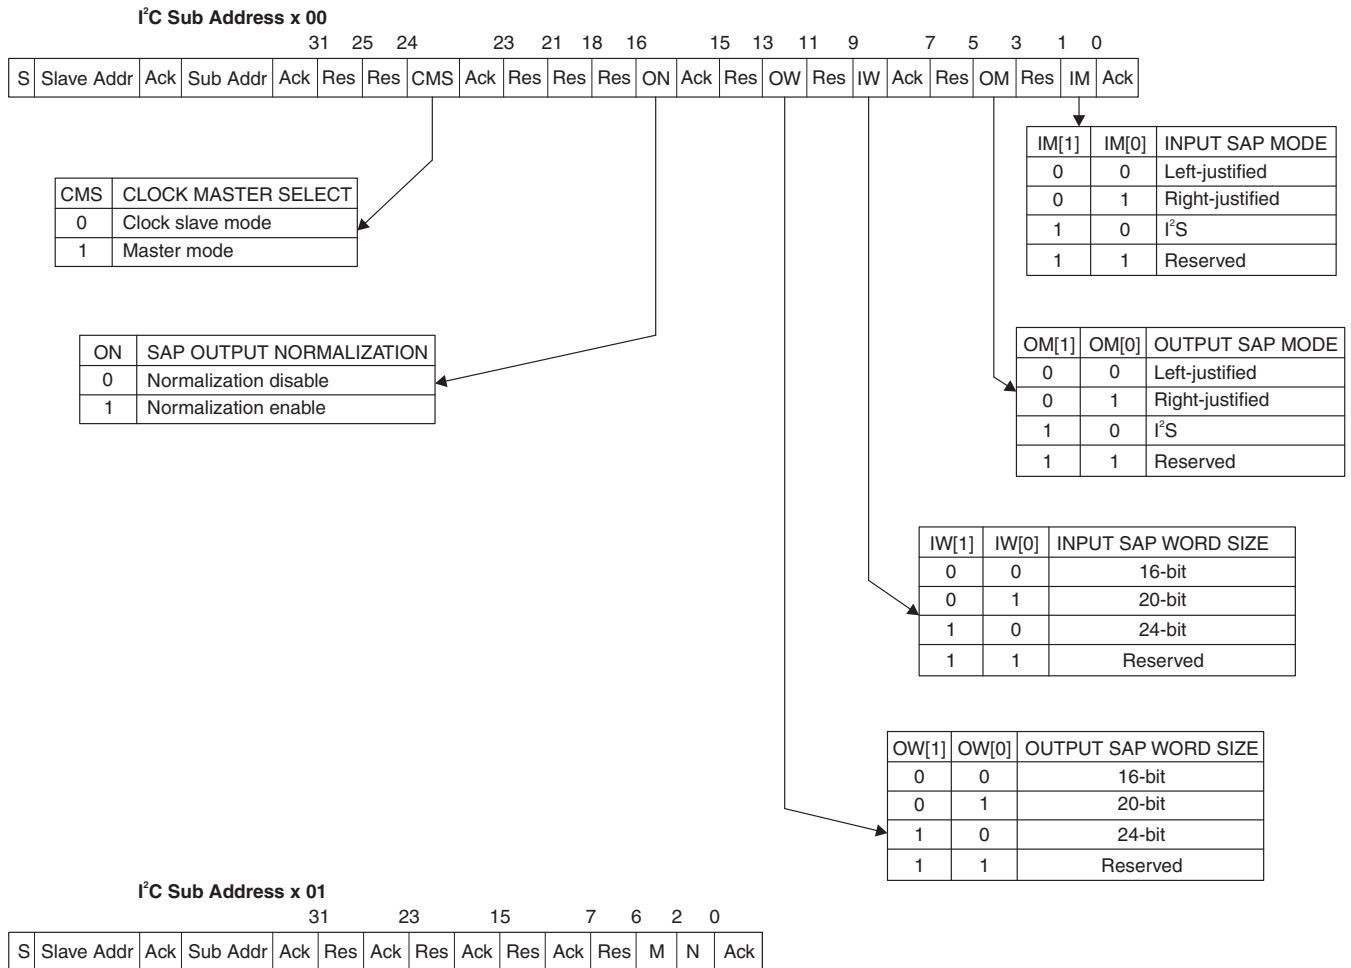 I²C Sub Address x 00
31 25 24 23 21 18 16 15 13 11 9 7 5 3 1 0
S Slave Addr Ack Sub Addr Ack Res Res CMS Ack Res Res Res ON Ack Res OW Res IW Ack Res OM Res IM Ack
IM[1] IM[0] INPUT SAP MODE
0 0 Left-justified
0 1 Right-justified
1 0 I²S
1 1 Reserved
CMS CLOCK MASTER SELECT
0 Clock slave mode
1 Master mode
ON SAP OUTPUT NORMALIZATION
0 Normalization disable
1 Normalization enable
OM[1] OM[0] OUTPUT SAP MODE
0 0 Left-justified
0 1 Right-justified
1 0 I²S
1 1 Reserved
IW[1] IW[0] INPUT SAP WORD SIZE
0 0 16-bit
0 1 20-bit
1 0 24-bit
1 1 Reserved
OW[1] OW[0] OUTPUT SAP WORD SIZE
0 0 16-bit
0 1 20-bit
1 0 24-bit
1 1 Reserved
I²C Sub Address x 01
31 23 15 7 6 2 0
S Slave Addr Ack Sub Addr Ack Res Ack Res Ack Res Ack Res M N Ack